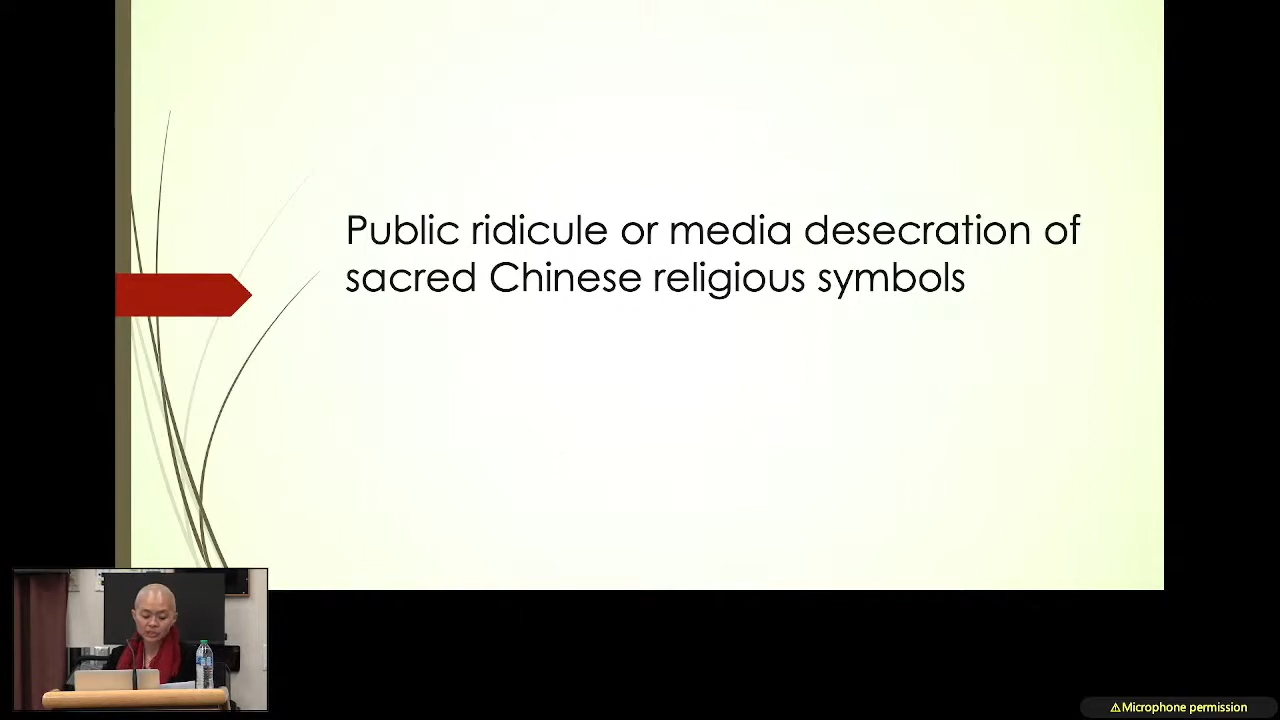 Public ridicule or media desecration of
sacred Chinese religious symbols
⚠Microphone permission